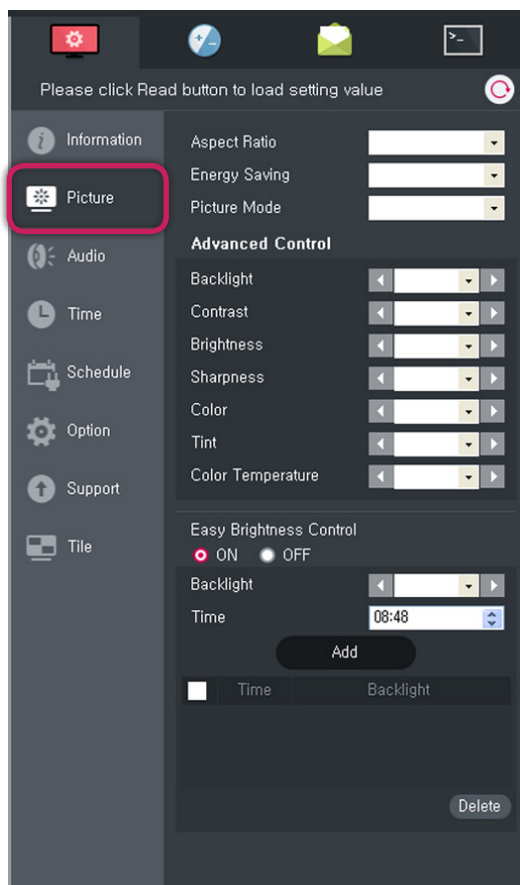 >_
Please click Read button to load setting value
Information
Picture
Audio
Time
Schedule
Option
Support
Tile
Aspect Ratio
Energy Saving
Picture Mode
Advanced Control
Backlight
Contrast
Brightness
Sharpness
Color
Tint
Color Temperature
Easy Brightness Control
ON OFF
Backlight
Time 08:48
Add
Time Backlight
Delete